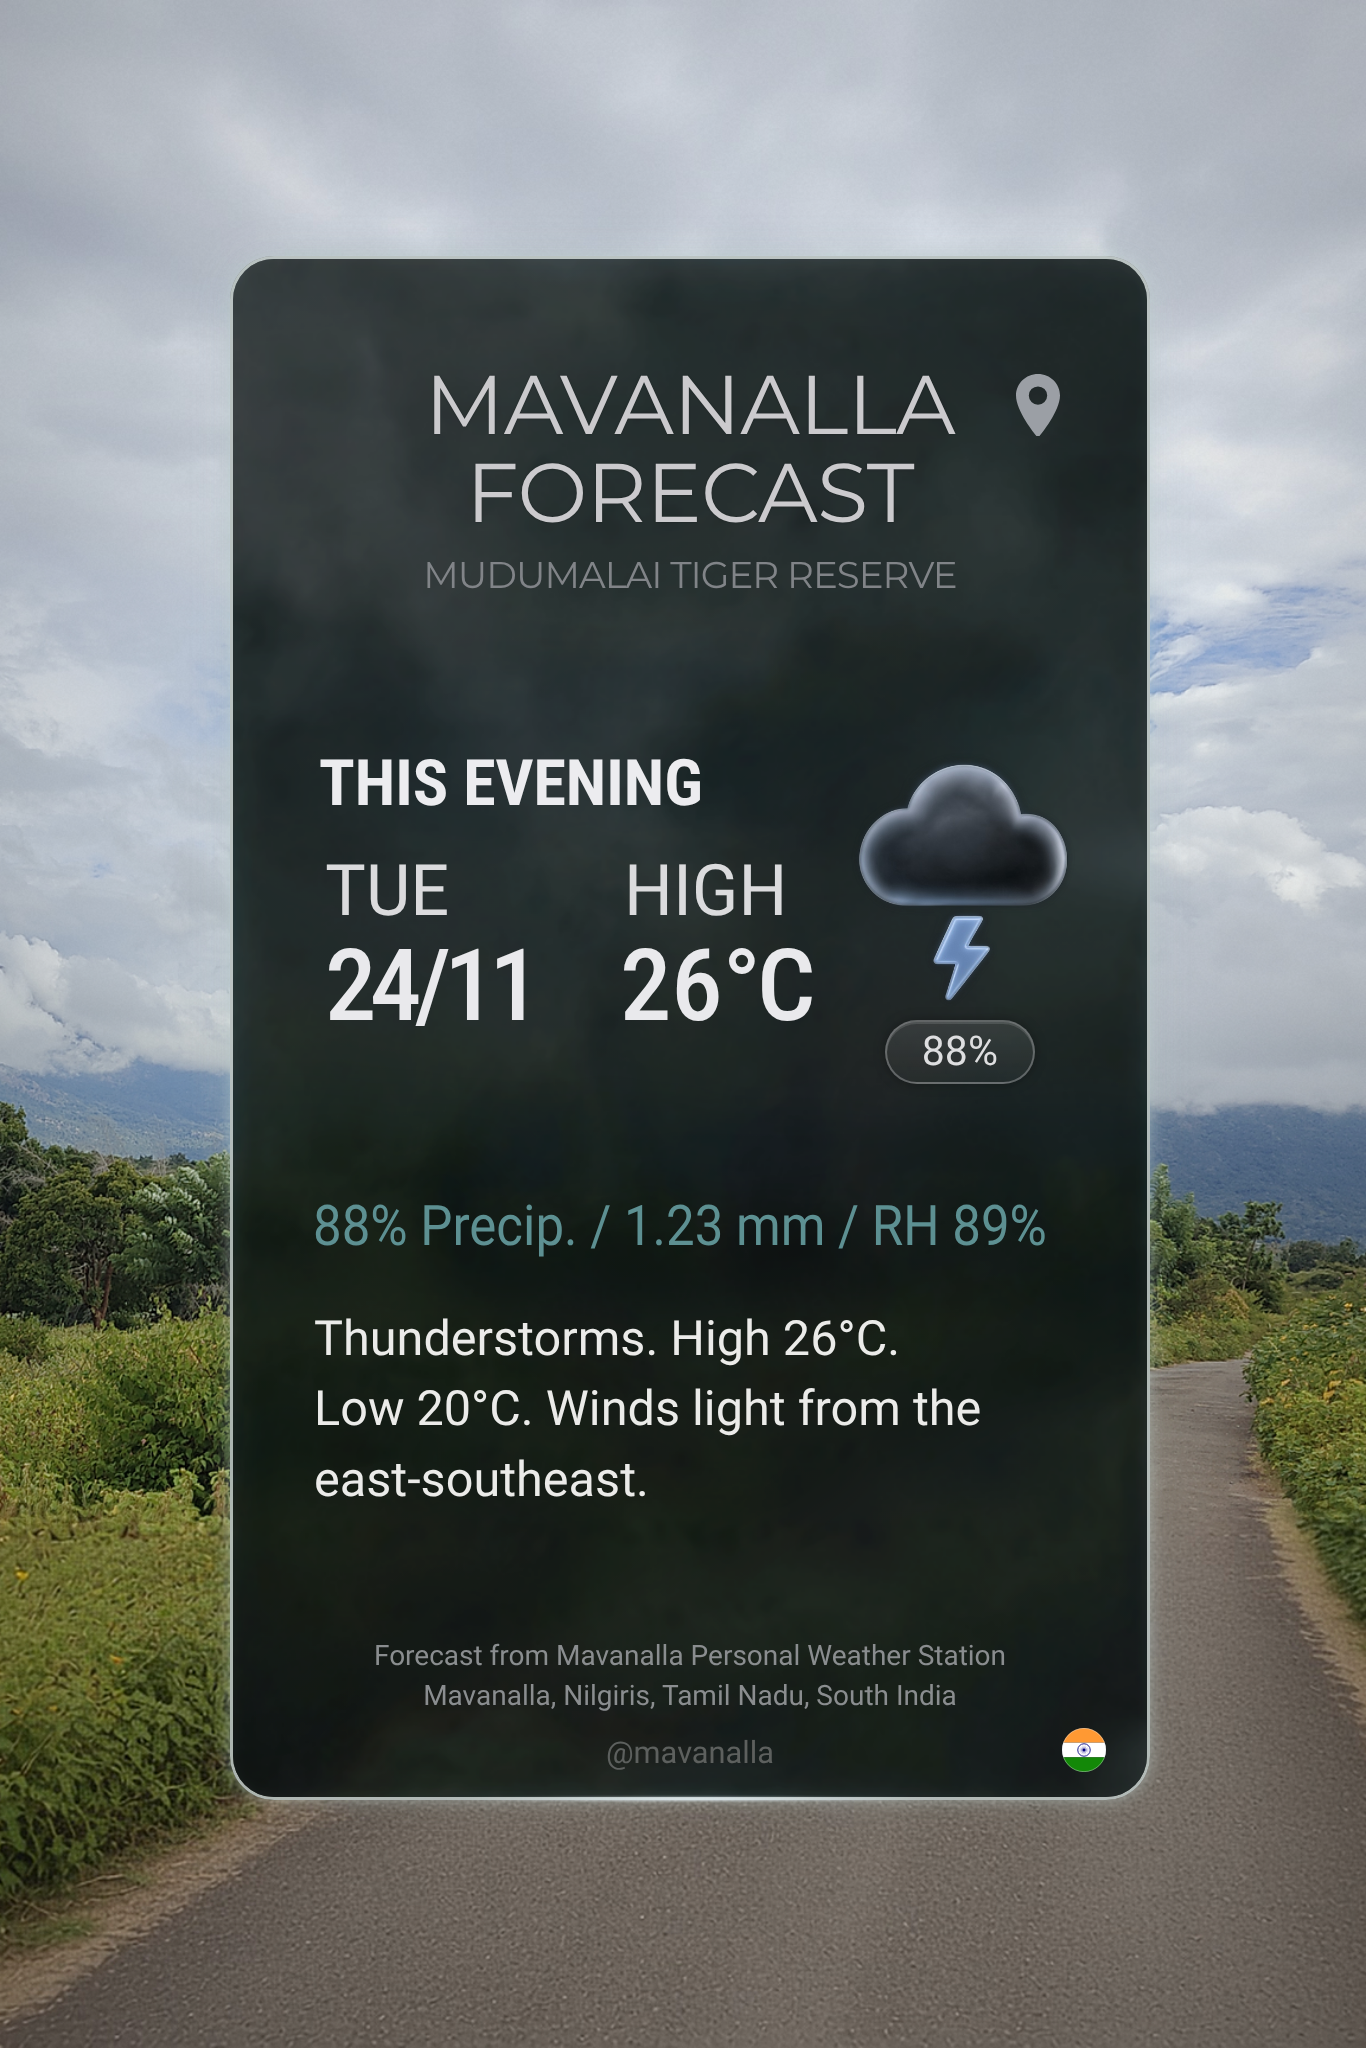 MAVANALLA
FORECAST
MUDUMALAI TIGER RESERVE
THIS EVENING
TUE
24/11
HIGH
26°C
88%
88% Precip. / 1.23 mm / RH 89%
Thunderstorms. High 26°C.
Low 20°C. Winds light from the
east-southeast.
Forecast from Mavanalla Personal Weather Station
Mavanalla, Nilgiris, Tamil Nadu, South India
@mavanalla